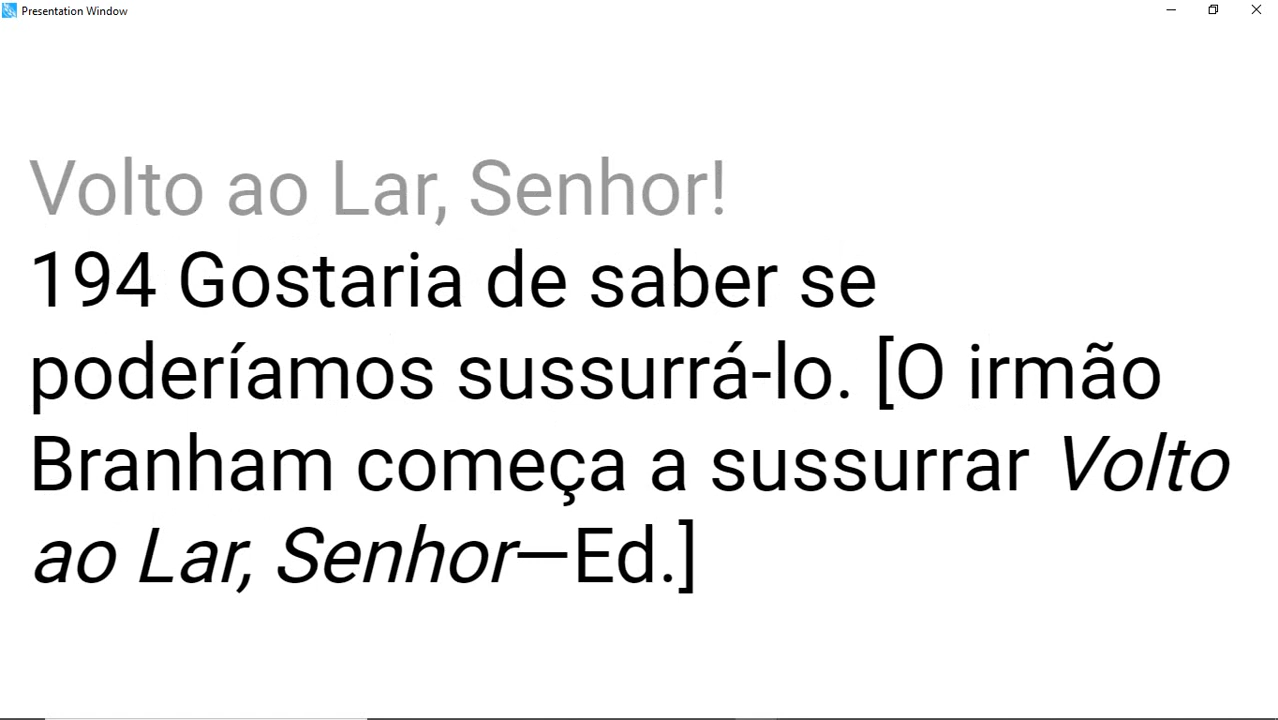 Presentation Window
Volto ao Lar, Senhor!
194 Gostaria de saber se
poderíamos sussurrá-lo. [O irmão
Branham começa a sussurrar Volto
ao Lar, Senhor—Ed.]